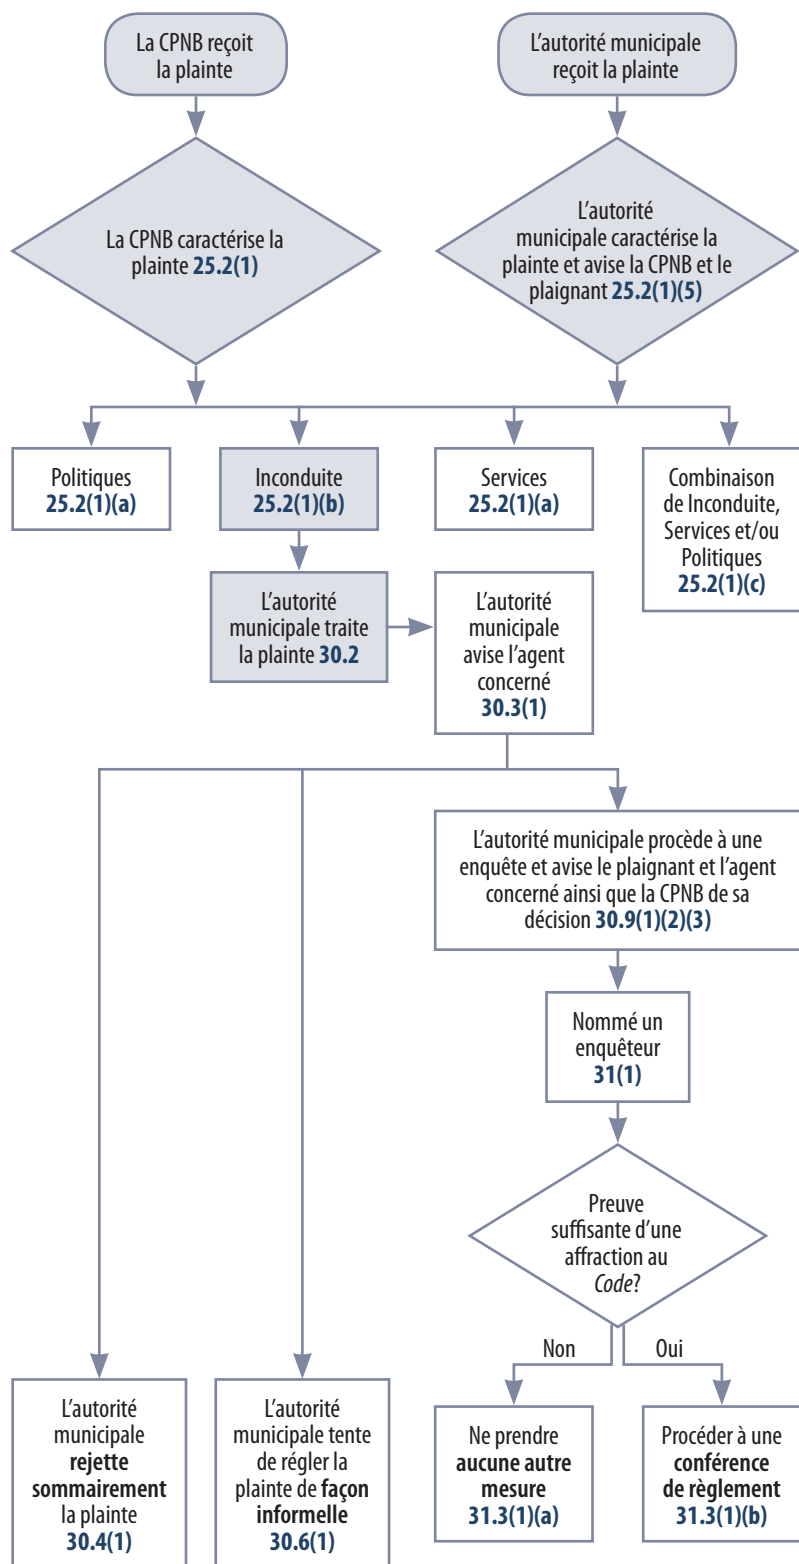 La CPNB reçoit
la plainte
L'autorité municipale
reçoit la plainte
La CPNB caractérise la
plainte 25.2(1)
L'autorité
municipale caractérise la
plainte et avise la CPNB et le
plaignant 25.2(1)(5)
Politiques
25.2(1)(a)
Inconduite
25.2(1)(b)
Services
25.2(1)(a)
Combinaison
de Inconduite,
Services et/ou
Politiques
25.2(1)(c)
L'autorité
municipale traite
la plainte 30.2
L'autorité
municipale
avise l'agent
concerné
30.3(1)
L'autorité municipale procède à une
enquête et avise le plaignant et l'agent
concerné ainsi que la CPNB de sa
décision 30.9(1)(2)(3)
Nommé un
enquêteur
31(1)
Preuve
suffisante d'une
affraction au
Code?
Non
Oui
L'autorité
municipale
rejette
sommairement
la plainte
30.4(1)
L'autorité
municipale tente
de régler la
plainte de façon
informelle
30.6(1)
Ne prendre
aucune autre
mesure
31.3(1)(a)
Procéder à une
conférence
de règlement
31.3(1)(b)